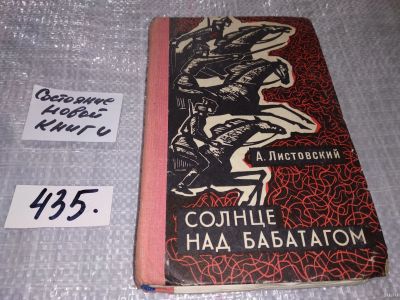 Состояние
новой
книги
435.
А. Листовский
СОЛНЦЕ
НАД БАБАТАГОМ